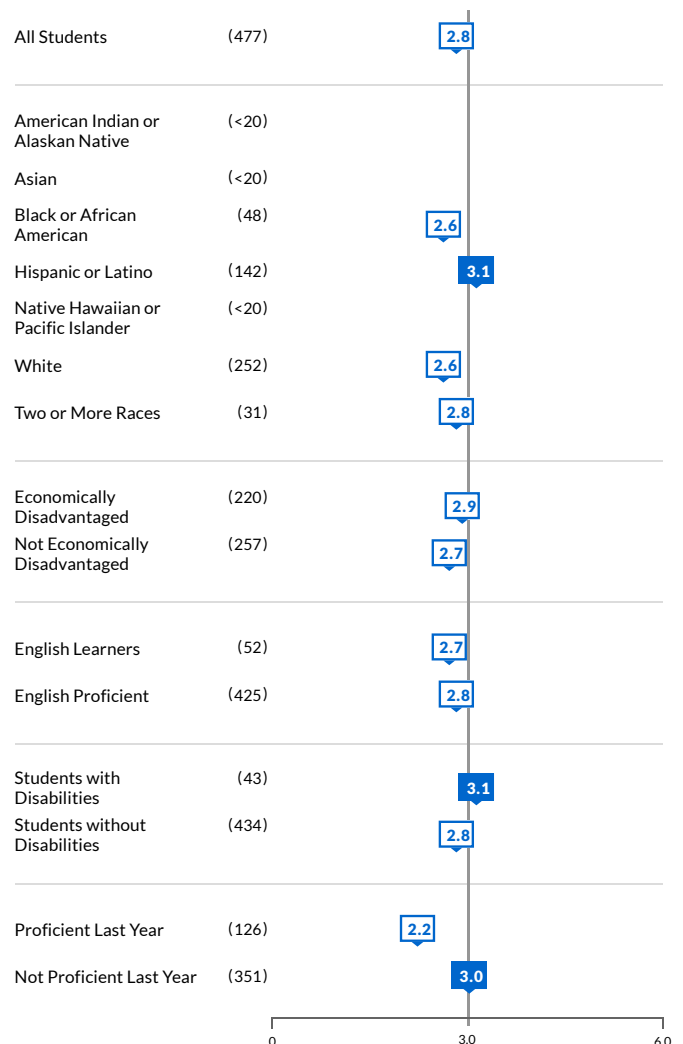 All Students (477) 2.8
American Indian or (<20)
Alaskan Native
Asian (<20)
Black or African (48) 2.6
American
Hispanic or Latino (142) 3.1
Native Hawaiian or (<20)
Pacific Islander
White (252) 2.6
Two or More Races (31) 2.8
Economically (220) 2.9
Disadvantaged
Not Economically (257) 2.7
Disadvantaged
English Learners (52) 2.7
English Proficient (425) 2.8
Students with (43) 3.1
Disabilities
Students without (434) 2.8
Disabilities
Proficient Last Year (126) 2.2
Not Proficient Last Year (351) 3.0
0 3.0 6.0